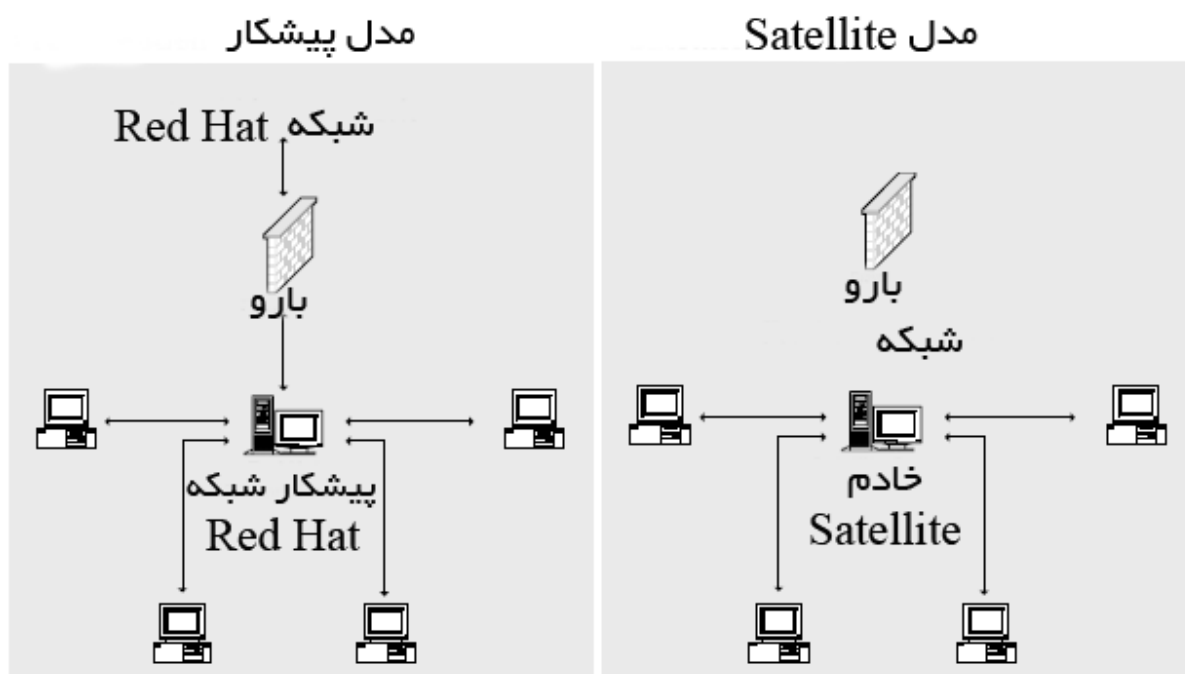 مدل پیشکار
شبکه Red Hat
بارو
پیشکار شبکه
Red Hat
مدل Satellite
بارو
شبکه
خادم
Satellite